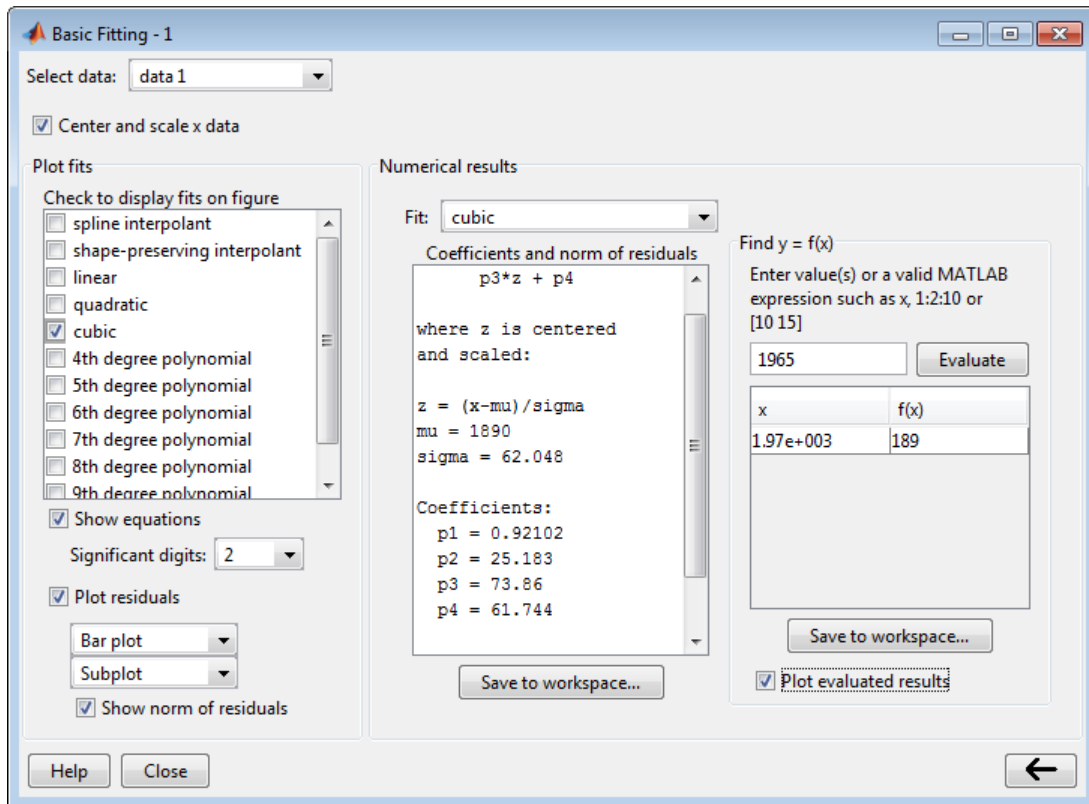 Basic Fitting - 1
Select data: data 1
Center and scale x data
Plot fits
Check to display fits on figure
spline interpolant
shape-preserving interpolant
linear
quadratic
cubic
4th degree polynomial
5th degree polynomial
6th degree polynomial
7th degree polynomial
8th degree polynomial
9th degree polynomial
Show equations
Significant digits: 2
Plot residuals
Bar plot
Subplot
Show norm of residuals
Numerical results
Fit: cubic
Coefficients and norm of residuals
p3*z + p4
where z is centered
and scaled:
z = (x-mu)/sigma
mu = 1890
sigma = 62.048
Coefficients:
p1 = 0.92102
p2 = 25.183
p3 = 73.86
p4 = 61.744
Save to workspace...
Find y = f(x)
Enter value(s) or a valid MATLAB
expression such as x, 1:2:10 or
[10 15]
1965 Evaluate
x f(x)
1.97e+003 189
Save to workspace...
Plot evaluated results
Help Close